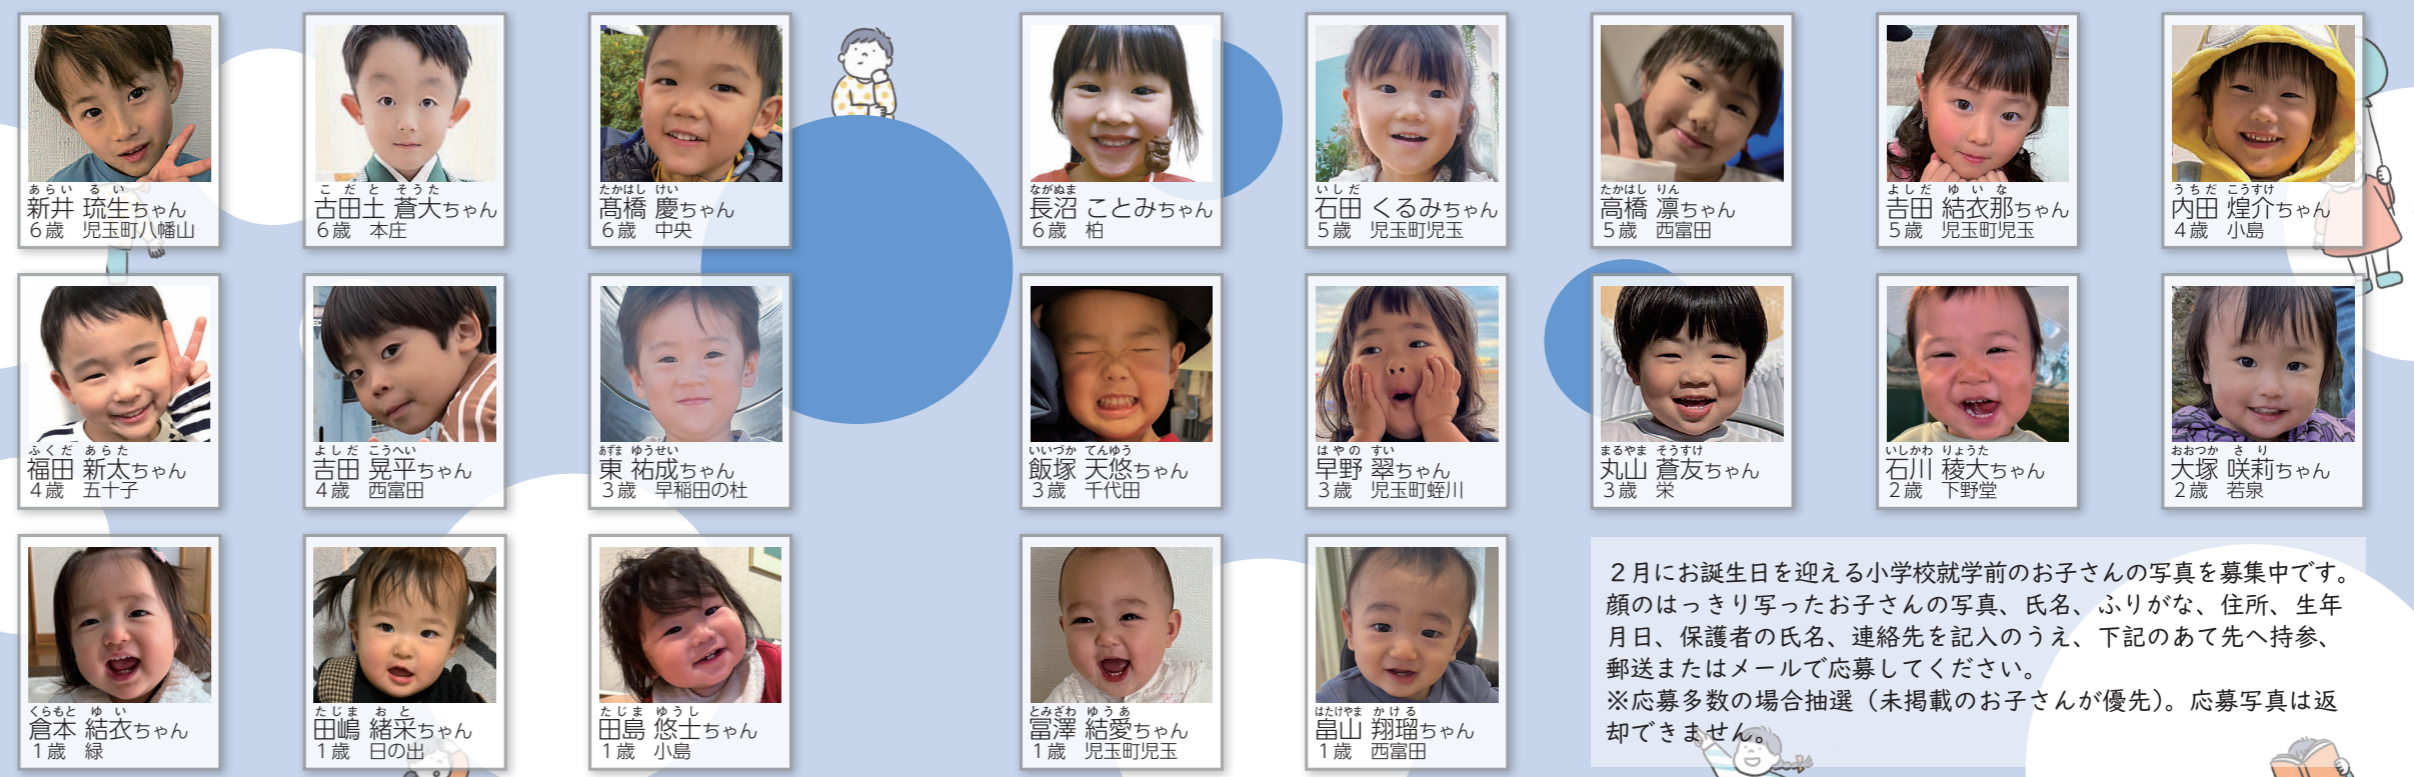 あらい るい
新井 琉生ちゃん
6歳 児玉町八幡山
こだと そうた
古田土 蒼大ちゃん
6歳 本庄
たかはし けい
髙橋 慶ちゃん
6歳 中央
ながぬま
長沼 ことみちゃん
6歳 柏
いしだ
石田 くるみちゃん
5歳 児玉町児玉
たかはし りん
高橋 凛ちゃん
5歳 西富田
よしだ ゆいな
吉田 結衣那ちゃん
5歳 児玉町児玉
うちだ こうすけ
内田 煌介ちゃん
4歳 小島
ふくだ あらた
福田 新太ちゃん
4歳 五十子
よしだ こうへい
吉田 晃平ちゃん
4歳 西富田
あずま ゆうせい
東 祐成ちゃん
3歳 早稲田の杜
いいづか てんゆう
飯塚 天悠ちゃん
3歳 千代田
はやの すい
早野 翠ちゃん
3歳 児玉町蛭川
まるやま そうすけ
丸山 蒼友ちゃん
3歳 栄
いしかわ りょうた
石川 稜大ちゃん
2歳 下野堂
おおつか さり
大塚 咲莉ちゃん
2歳 若泉
くらもと ゆい
倉本 結衣ちゃん
1歳 緑
たじま おと
田嶋 緒采ちゃん
1歳 日の出
たじま ゆうし
田島 悠士ちゃん
1歳 小島
とみざわ ゆうあ
冨澤 結愛ちゃん
1歳 児玉町児玉
はたけやま かける
畠山 翔瑠ちゃん
1歳 西富田
２月にお誕生日を迎える小学校就学前のお子さんの写真を募集中です。
顔のはっきり写ったお子さんの写真、氏名、ふりがな、住所、生年
月日、保護者の氏名、連絡先を記入のうえ、下記のあて先へ持参、
郵送またはメールで応募してください。
※応募多数の場合抽選（未掲載のお子さんが優先）。応募写真は返
却できません。